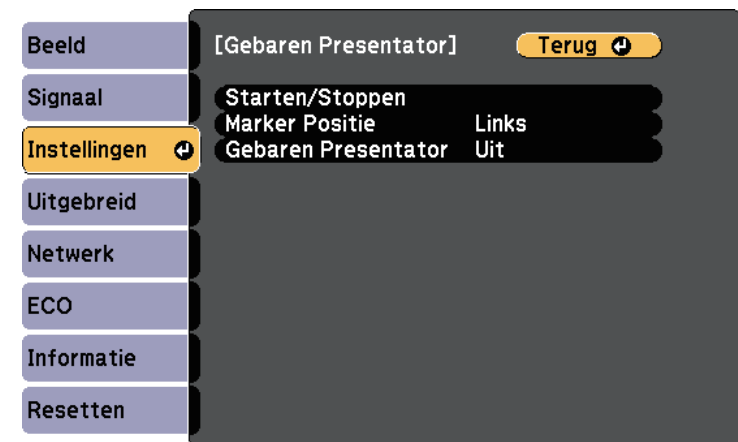 Beeld
Signaal
Instellingen
Uitgebreid
Netwerk
ECO
Informatie
Resetten
[Gebaren Presentator] Terug
Starten/Stoppen
Marker Positie Links
Gebaren Presentator Uit